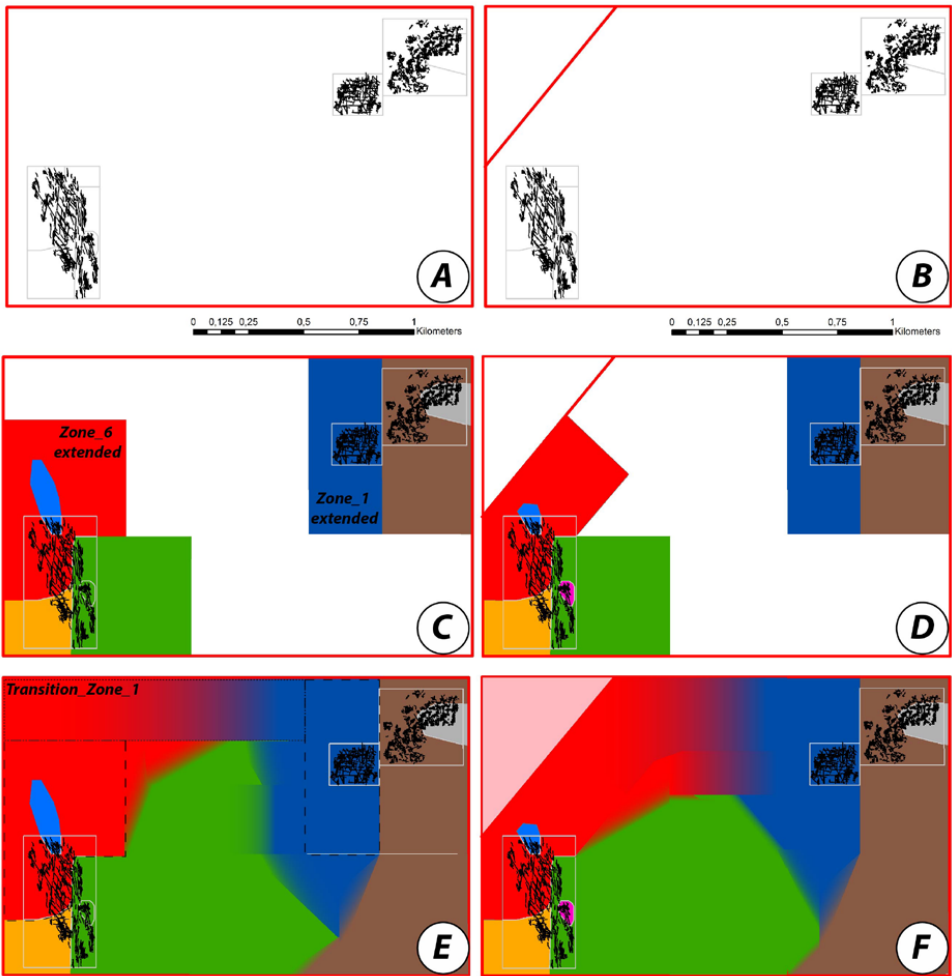 A
B
0 0,125 0,25 0,5 0,75 1
Kilometers
0 0,125 0,25 0,5 0,75 1
Kilometers
Zone_6
extended
Zone_1
extended
C
D
Transition_Zone_1
E
F